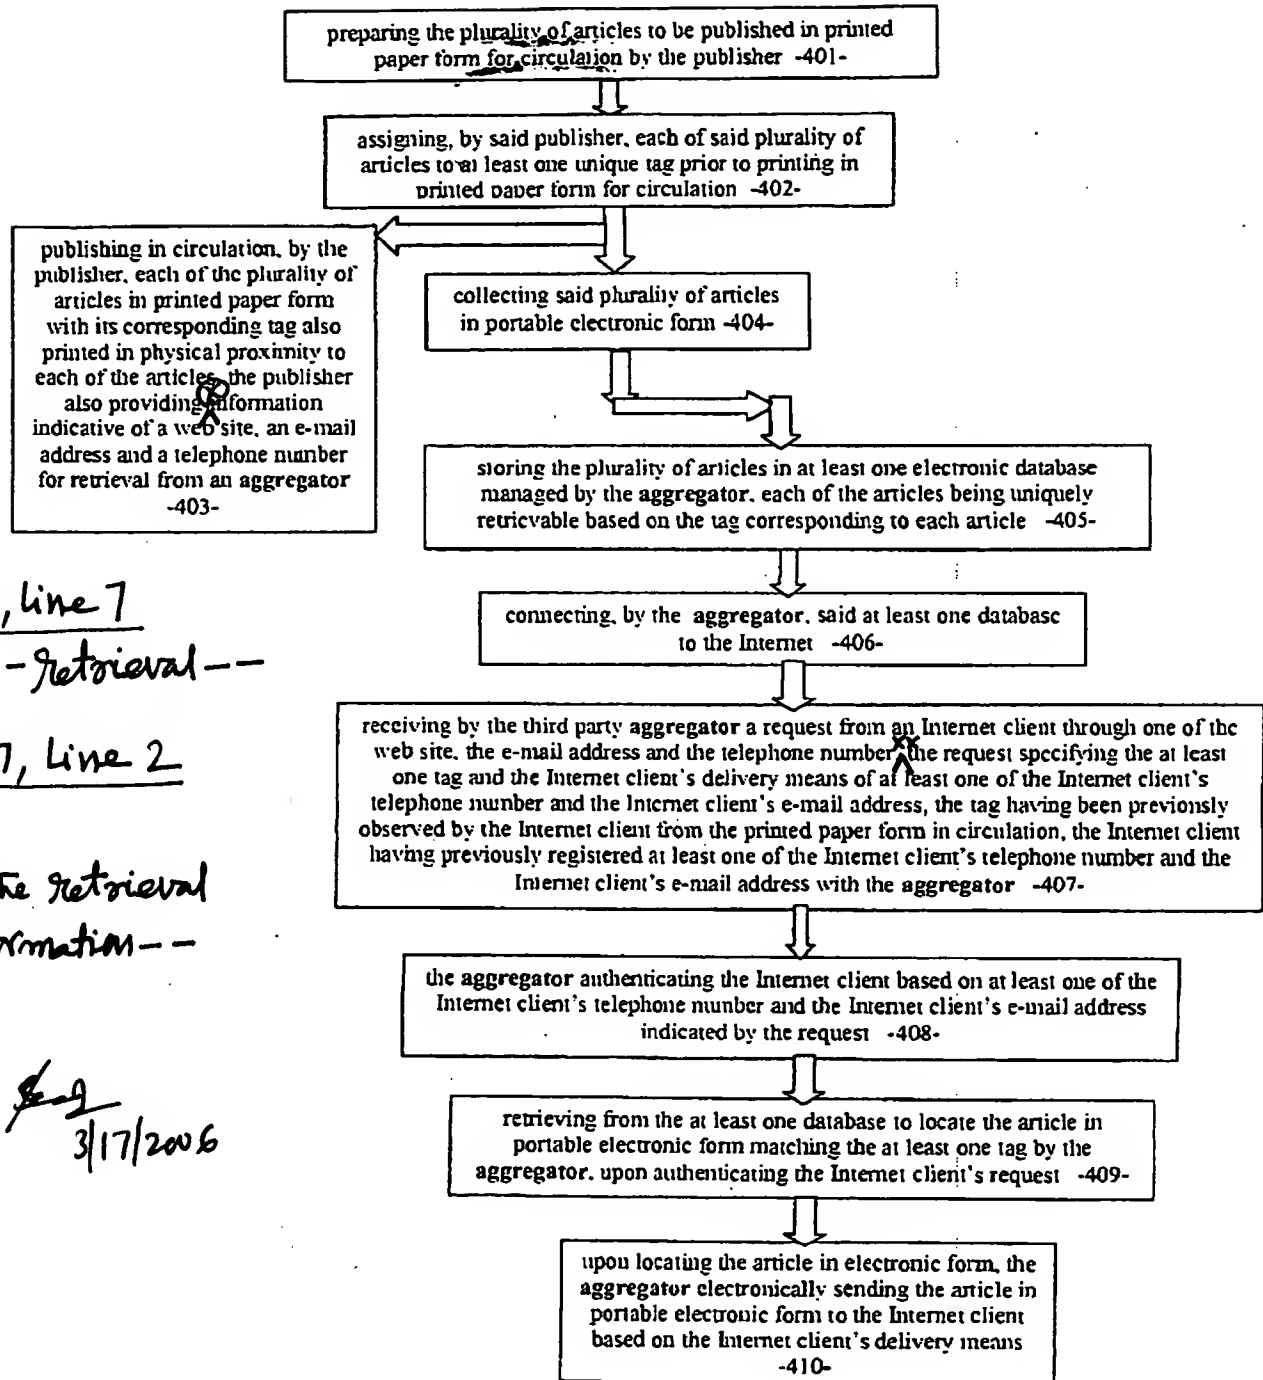 preparing the plurality of articles to be published in printed
paper form for circulation by the publisher -401-
assigning, by said publisher, each of said plurality of
articles to at least one unique tag prior to printing in
printed paper form for circulation -402-
publishing in circulation, by the
publisher, each of the plurality of
articles in printed paper form
with its corresponding tag also
printed in physical proximity to
each of the articles, the publisher
also providing information
indicative of a web site, an e-mail
address and a telephone number
for retrieval from an aggregator
-403-
collecting said plurality of articles
in portable electronic form -404-
storing the plurality of articles in at least one electronic database
managed by the aggregator, each of the articles being uniquely
retrievable based on the tag corresponding to each article -405-
connecting, by the aggregator, said at least one database
to the Internet -406-
receiving by the third party aggregator a request from an Internet client through one of the
web site, the e-mail address and the telephone number xx the request specifying the at least
one tag and the Internet client's delivery means of at least one of the Internet client's
telephone number and the Internet client's e-mail address, the tag having been previously
observed by the Internet client from the printed paper form in circulation, the Internet client
having previously registered at least one of the Internet client's telephone number and the
Internet client's e-mail address with the aggregator -407-
the aggregator authenticating the Internet client based on at least one of the
Internet client's telephone number and the Internet client's e-mail address
indicated by the request -408-
retrieving from the at least one database to locate the article in
portable electronic form matching the at least one tag by the
aggregator, upon authenticating the Internet client's request -409-
upon locating the article in electronic form, the
aggregator electronically sending the article in
portable electronic form to the Internet client
based on the Internet client's delivery means
-410-
, line 7
- retrieval --
7, Line 2
the retrieval
ormation --
3/17/2006